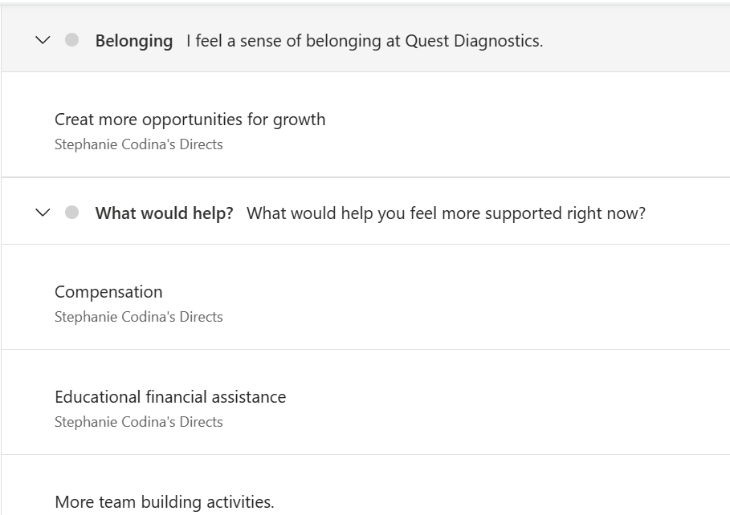 Belonging I feel a sense of belonging at Quest Diagnostics.
Creat more opportunities for growth
Stephanie Codina's Directs
What would help? What would help you feel more supported right now?
Compensation
Stephanie Codina's Directs
Educational financial assistance
Stephanie Codina's Directs
More team building activities.